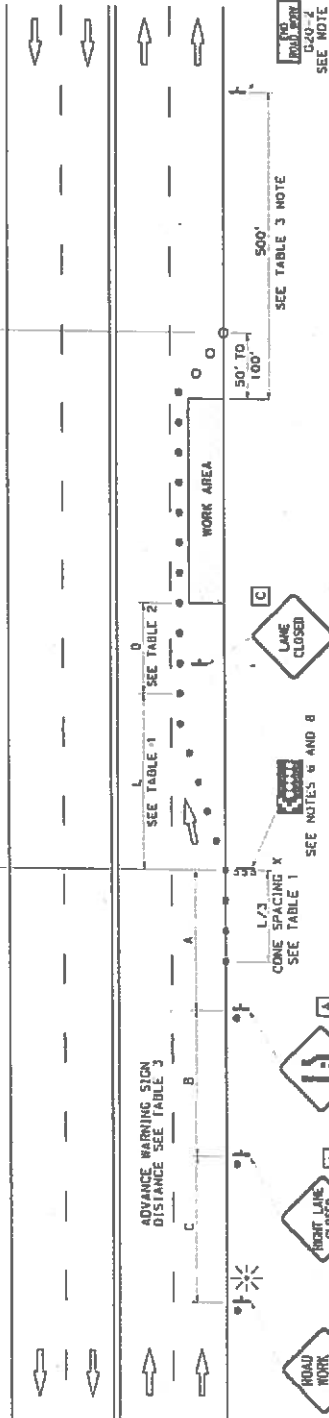 ADVANCE WARNING SIGN
DISTANCE SEE TABLE 3
C
B
A
L
SEE TABLE 1
D
SEE TABLE 2
WORK AREA
50' TO
100'
500'
SEE TABLE 3 NOTE
END
ROAD WORK
G20-2
SEE NOTE
L/3
CONE SPACING X
SEE TABLE 1
SEE NOTES 6 AND 8
C
LANE
CLOSED
A
RIGHT LANE
CLOSED
ROAD
WORK